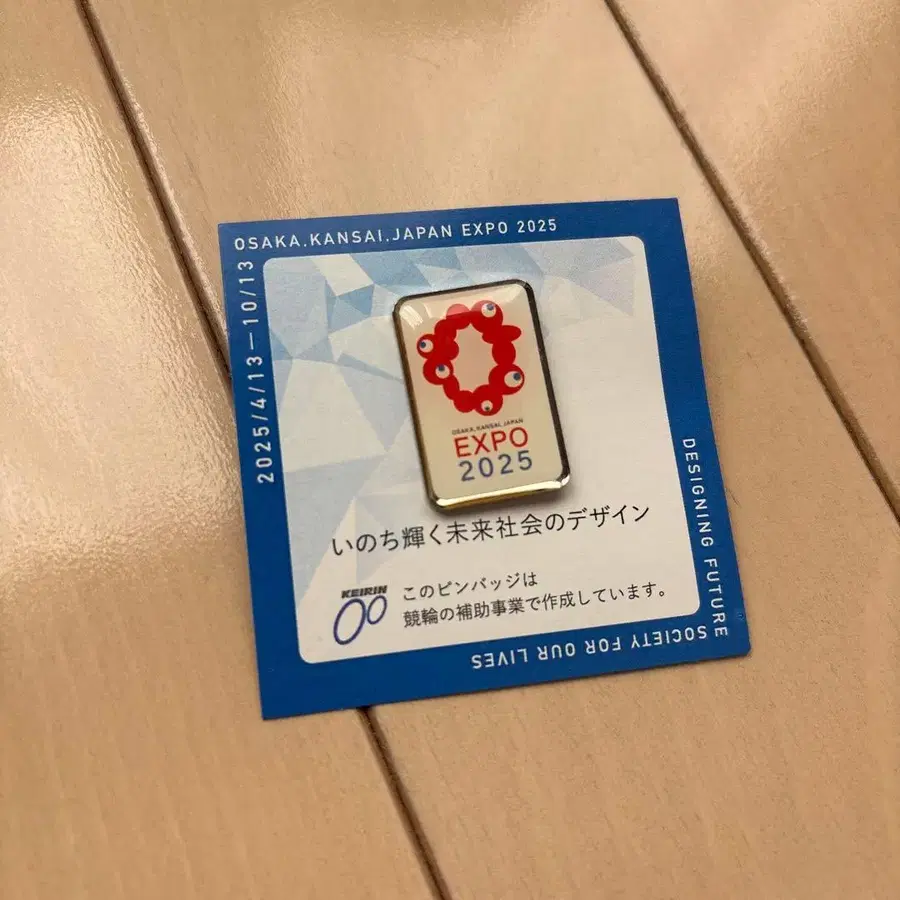 OSAKA, KANSAI, JAPAN EXPO 2025
2025/4/13—10/13
OSAKA, KANSAI, JAPAN
EXPO
2025
いのち輝く未来社会のデザイン
KEIRIN
このピンバッジは
競輪の補助事業で作成しています。
DESIGNING FUTURE
SOCIETY FOR OUR LIVES